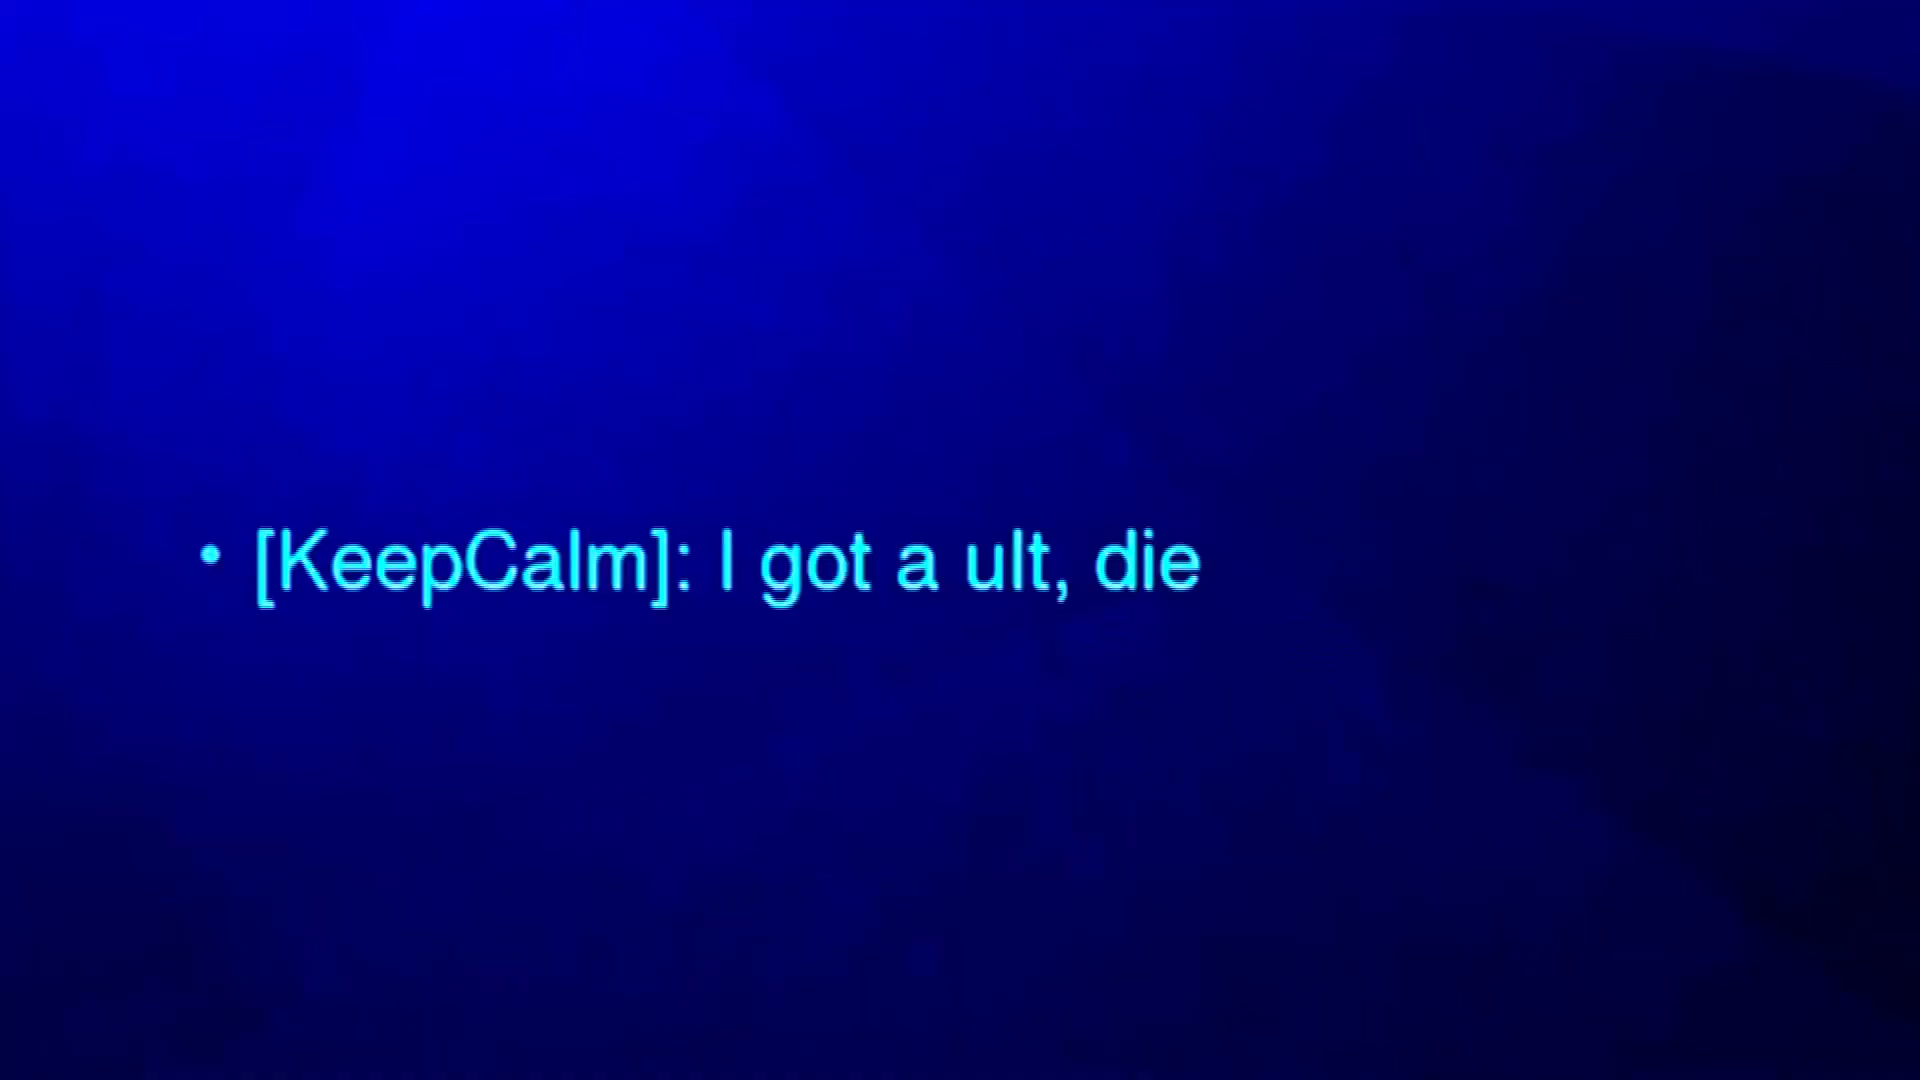 • [KeepCalm]: I got a ult, die